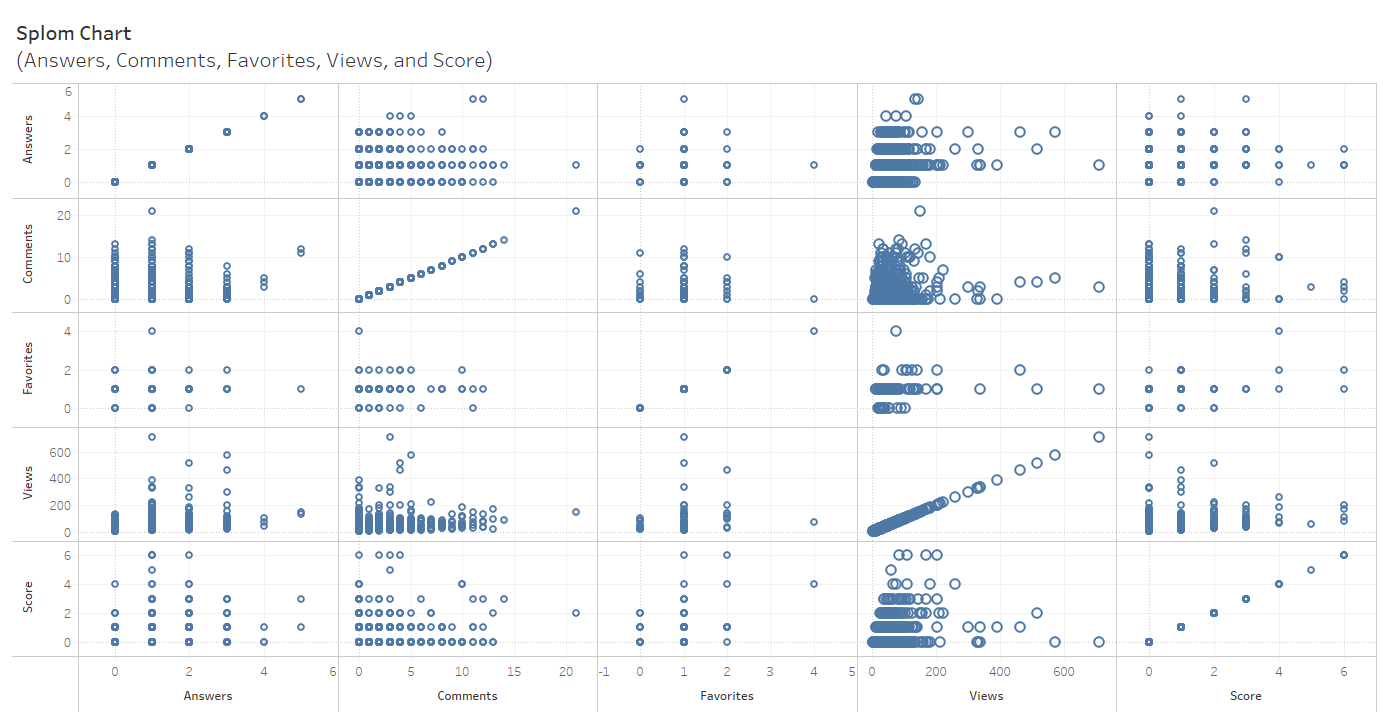 Splom Chart
(Answers, Comments, Favorites, Views, and Score)
Answers
6
4
2
0
Comments
20
10
0
Favorites
4
2
0
Views
600
400
200
0
Score
6
4
2
0
0 2 4 6 0 5 10 15 20 -1 0 1 2 3 4 5 0 200 400 600 0 2 4 6
Answers Comments Favorites Views Score